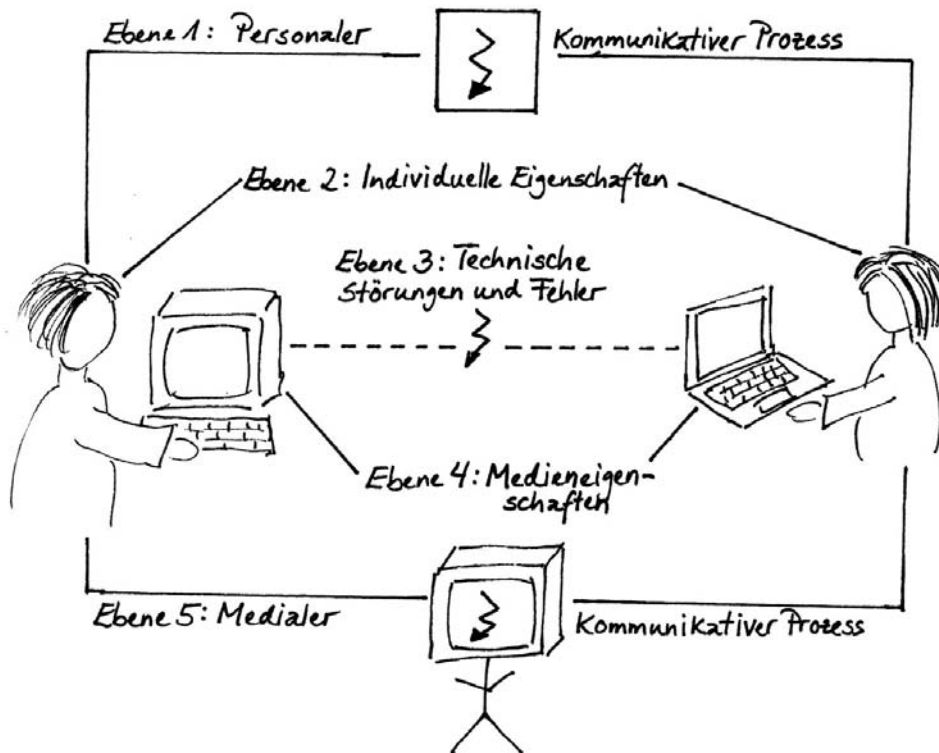 Ebene 1: Personaler
Kommunikativer Prozess
Ebene 2: Individuelle Eigenschaften
Ebene 3: Technische
Störungen und Fehler
Ebene 4: Medieneigen-
schaften
Ebene 5: Medialer
Kommunikativer Prozess